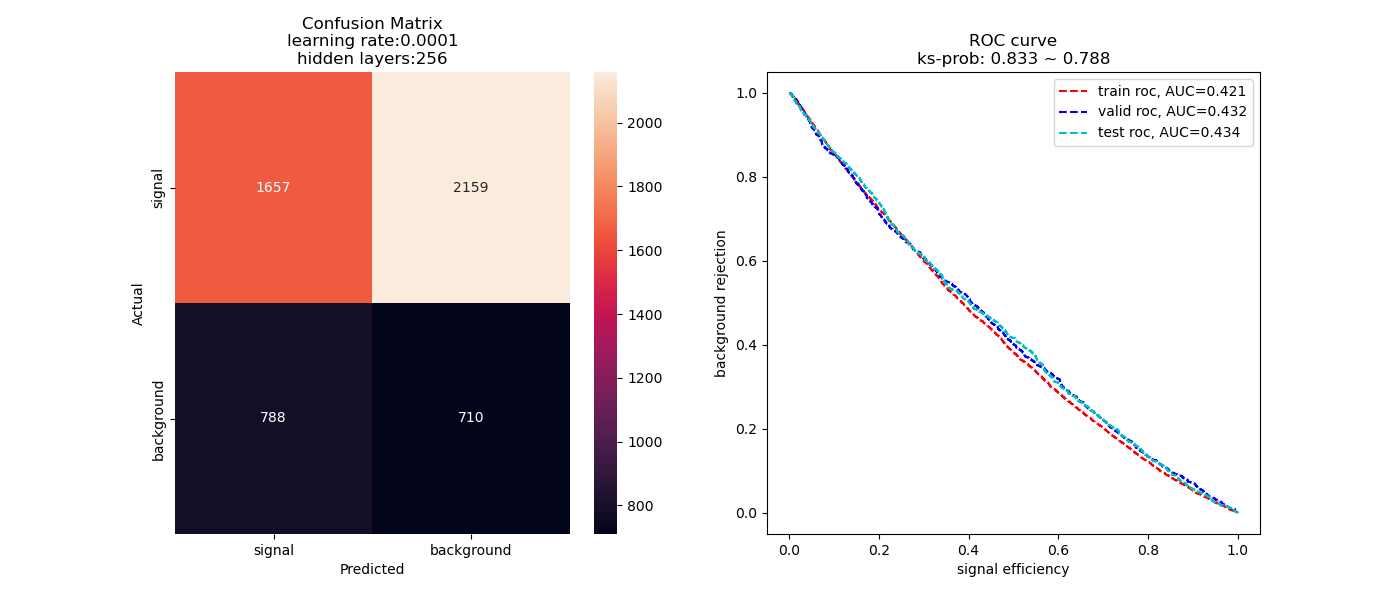 Confusion Matrix
learning rate:0.0001
hidden layers:256
signal
background
Actual
1657
2159
788
710
signal
background
Predicted
2000
1800
1600
1400
1200
1000
800
ROC curve
ks-prob: 0.833 ~ 0.788
train roc, AUC=0.421
valid roc, AUC=0.432
test roc, AUC=0.434
background rejection
1.0
0.8
0.6
0.4
0.2
0.0
0.0
0.2
0.4
0.6
0.8
1.0
signal efficiency